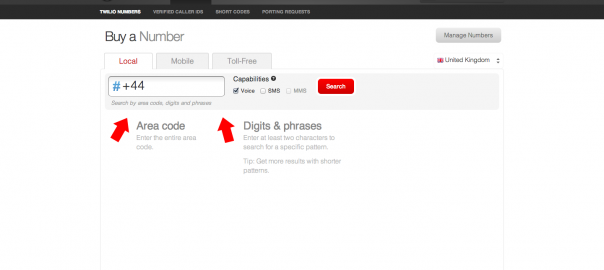 TWILIO NUMBERS VERIFIED CALLER IDS SHORT CODES PORTING REQUESTS
Buy a Number
Manage Numbers
Local Mobile Toll-Free
United Kingdom
Capabilities ?
# +44
Voice SMS MMS
Search
Search by area code, digits and phrases
Area code
Enter the entire area
code.
Digits & phrases
Enter at least two characters to
search for a specific pattern.
Tip: Get more results with shorter
patterns.